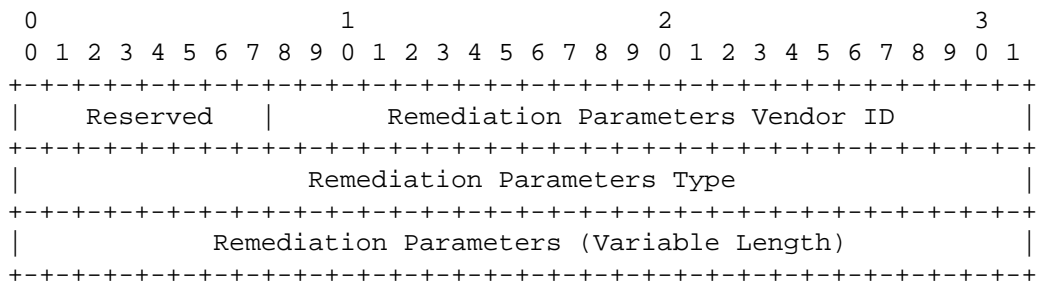 0                   1                   2                   3
 0 1 2 3 4 5 6 7 8 9 0 1 2 3 4 5 6 7 8 9 0 1 2 3 4 5 6 7 8 9 0 1
+-+-+-+-+-+-+-+-+-+-+-+-+-+-+-+-+-+-+-+-+-+-+-+-+-+-+-+-+-+-+-+-+
|    Reserved   |       Remediation Parameters Vendor ID        |
+-+-+-+-+-+-+-+-+-+-+-+-+-+-+-+-+-+-+-+-+-+-+-+-+-+-+-+-+-+-+-+-+
|                  Remediation Parameters Type                  |
+-+-+-+-+-+-+-+-+-+-+-+-+-+-+-+-+-+-+-+-+-+-+-+-+-+-+-+-+-+-+-+-+
|            Remediation Parameters (Variable Length)           |
+-+-+-+-+-+-+-+-+-+-+-+-+-+-+-+-+-+-+-+-+-+-+-+-+-+-+-+-+-+-+-+-+